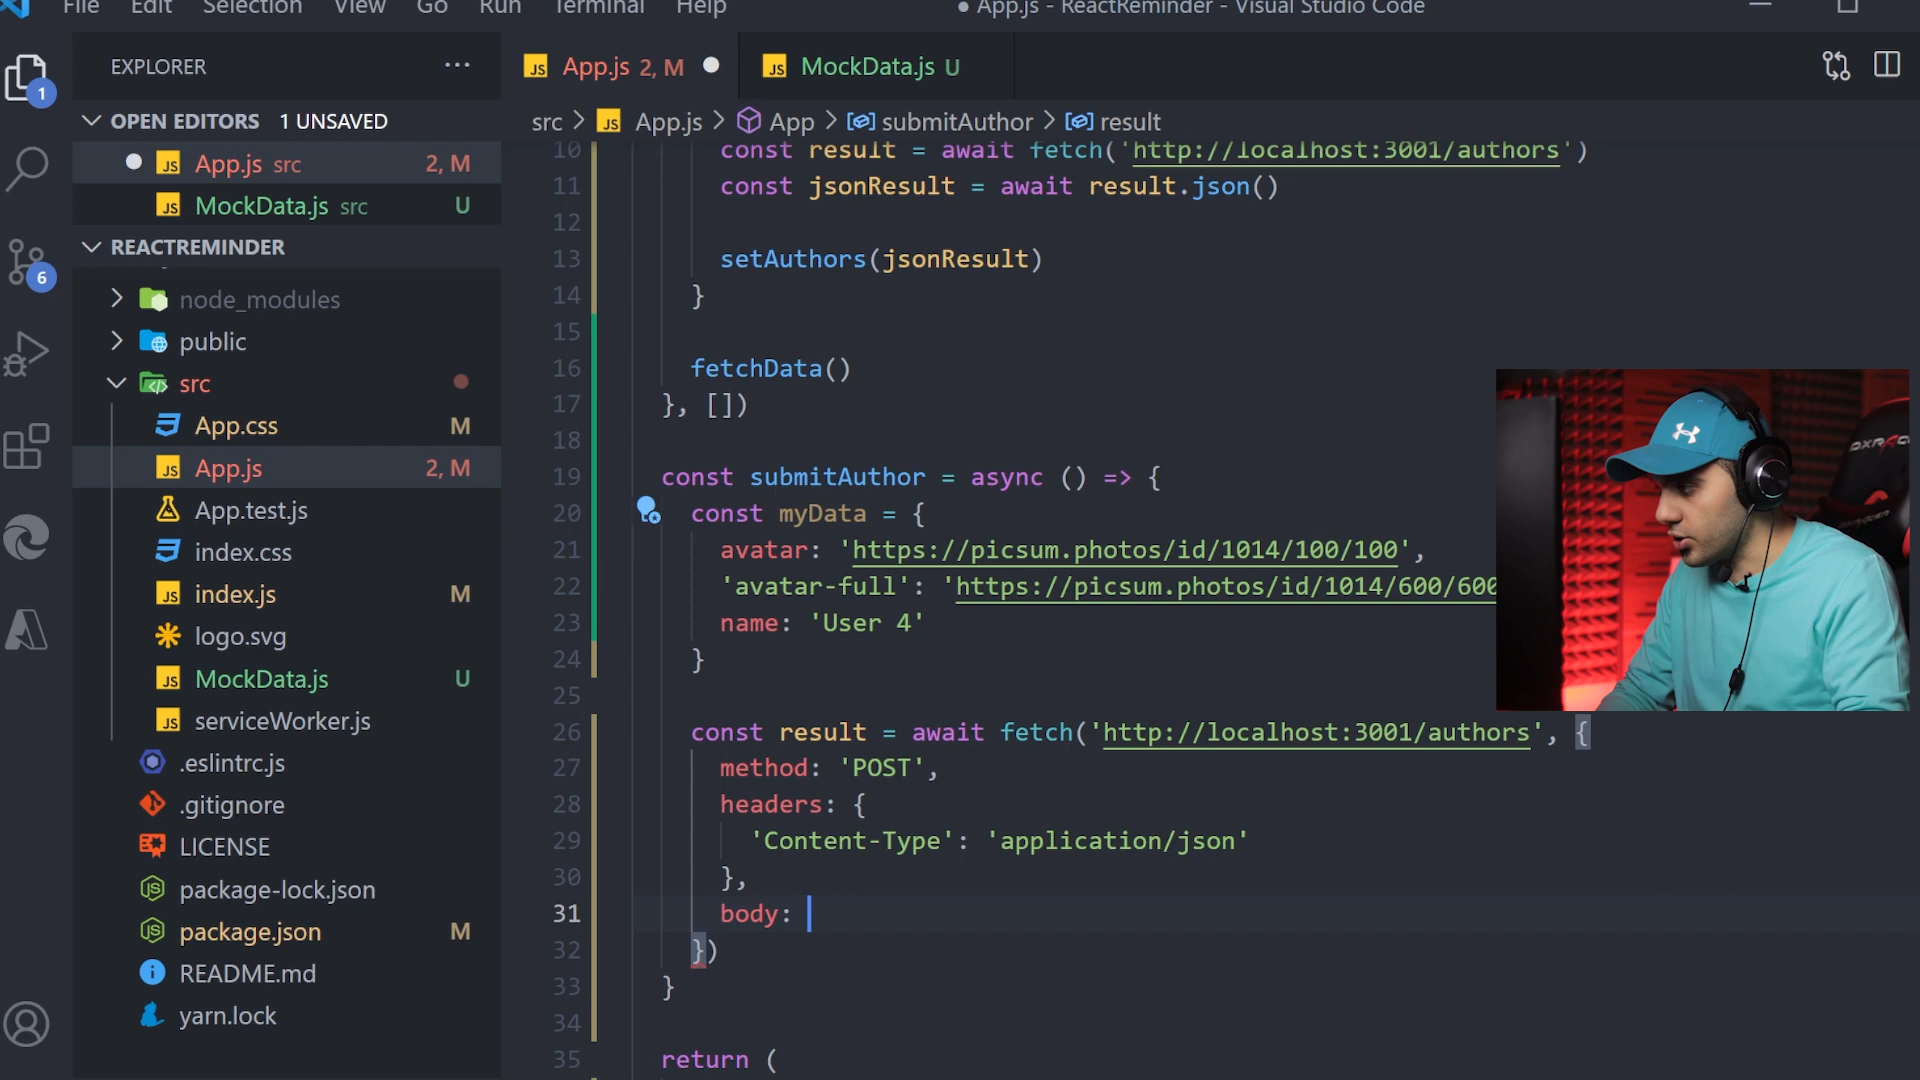 File Edit Selection View Go Run Terminal Help
● App.js - ReactReminder - Visual Studio Code
EXPLORER ···
1
OPEN EDITORS 1 UNSAVED
App.js src 2, M
MockData.js src U
6
REACTREMINDER
node_modules
public
src
App.css M
App.js 2, M
App.test.js
index.css
index.js M
logo.svg
MockData.js U
serviceWorker.js
.eslintrc.js
.gitignore
LICENSE
package-lock.json
package.json M
README.md
yarn.lock
App.js 2, M ●
MockData.js U
src > App.js > App > submitAuthor > result
10 const result = await fetch('http://localhost:3001/authors')
11 const jsonResult = await result.json()
12
13 setAuthors(jsonResult)
14 }
15
16 fetchData()
17 }, [])
18
19 const submitAuthor = async () => {
20 const myData = {
21 avatar: 'https://picsum.photos/id/1014/100/100',
22 'avatar-full': 'https://picsum.photos/id/1014/600/600
23 name: 'User 4'
24 }
25
26 const result = await fetch('http://localhost:3001/authors', {
27 method: 'POST',
28 headers: {
29 'Content-Type': 'application/json'
30 },
31 body:
32 })
33 }
34
35 return (